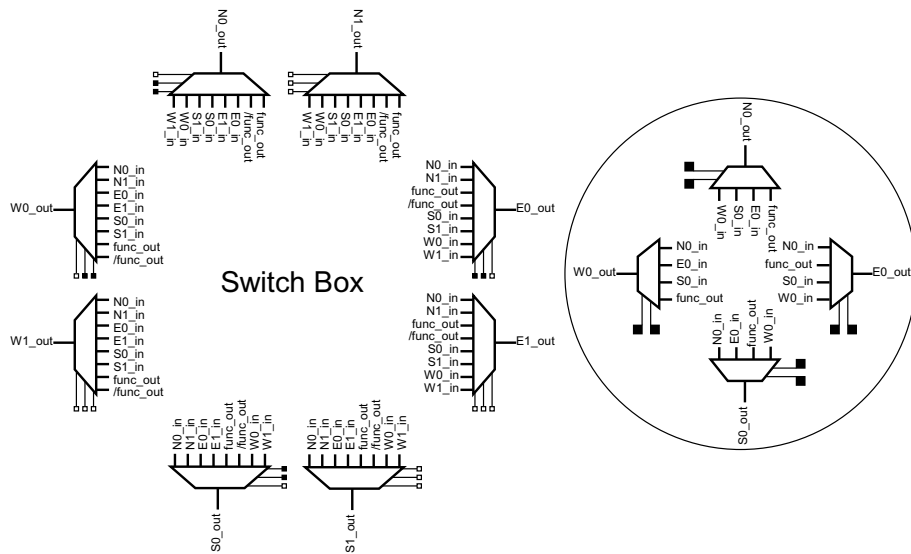 N0_out
N1_out
W1_in
W0_in
S1_in
S0_in
E1_in
E0_in
/func_out
func_out
W1_in
W0_in
S1_in
S0_in
E1_in
E0_in
/func_out
func_out
W0_out
N0_in
N1_in
E0_in
E1_in
S0_in
S1_in
func_out
/func_out
N0_in
N1_in
func_out
/func_out
S0_in
S1_in
W0_in
W1_in
E0_out
Switch Box
W1_out
N0_in
N1_in
E0_in
E1_in
S0_in
S1_in
func_out
/func_out
N0_in
N1_in
func_out
/func_out
S0_in
S1_in
W0_in
W1_in
E1_out
N0_in
N1_in
E0_in
E1_in
func_out
/func_out
W0_in
W1_in
N0_in
N1_in
E0_in
E1_in
func_out
/func_out
W0_in
W1_in
S0_out
S1_out
N0_out
W0_in
S0_in
E0_in
func_out
W0_out
N0_in
E0_in
S0_in
func_out
N0_in
func_out
S0_in
W0_in
E0_out
N0_in
E0_in
func_out
W0_in
S0_out